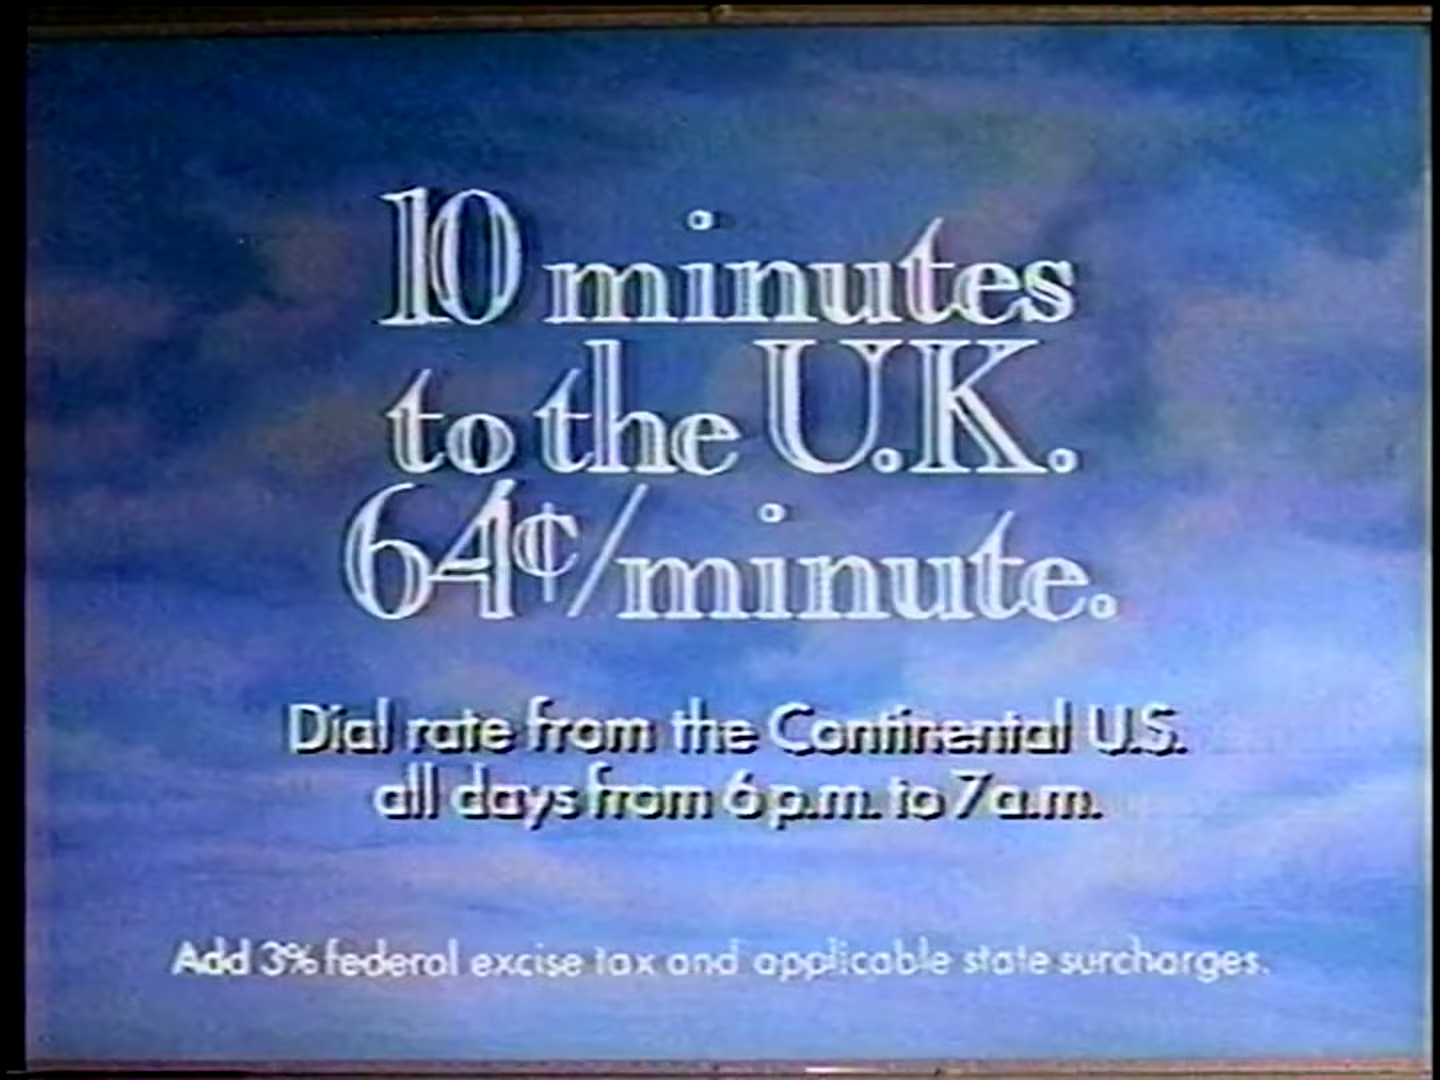 10 minutes
to the U.K.
64¢/minute.
Dial rate from the Continental U.S.
all days from 6 p.m. to 7 a.m.
Add 3% federal excise tax and applicable state surcharges.